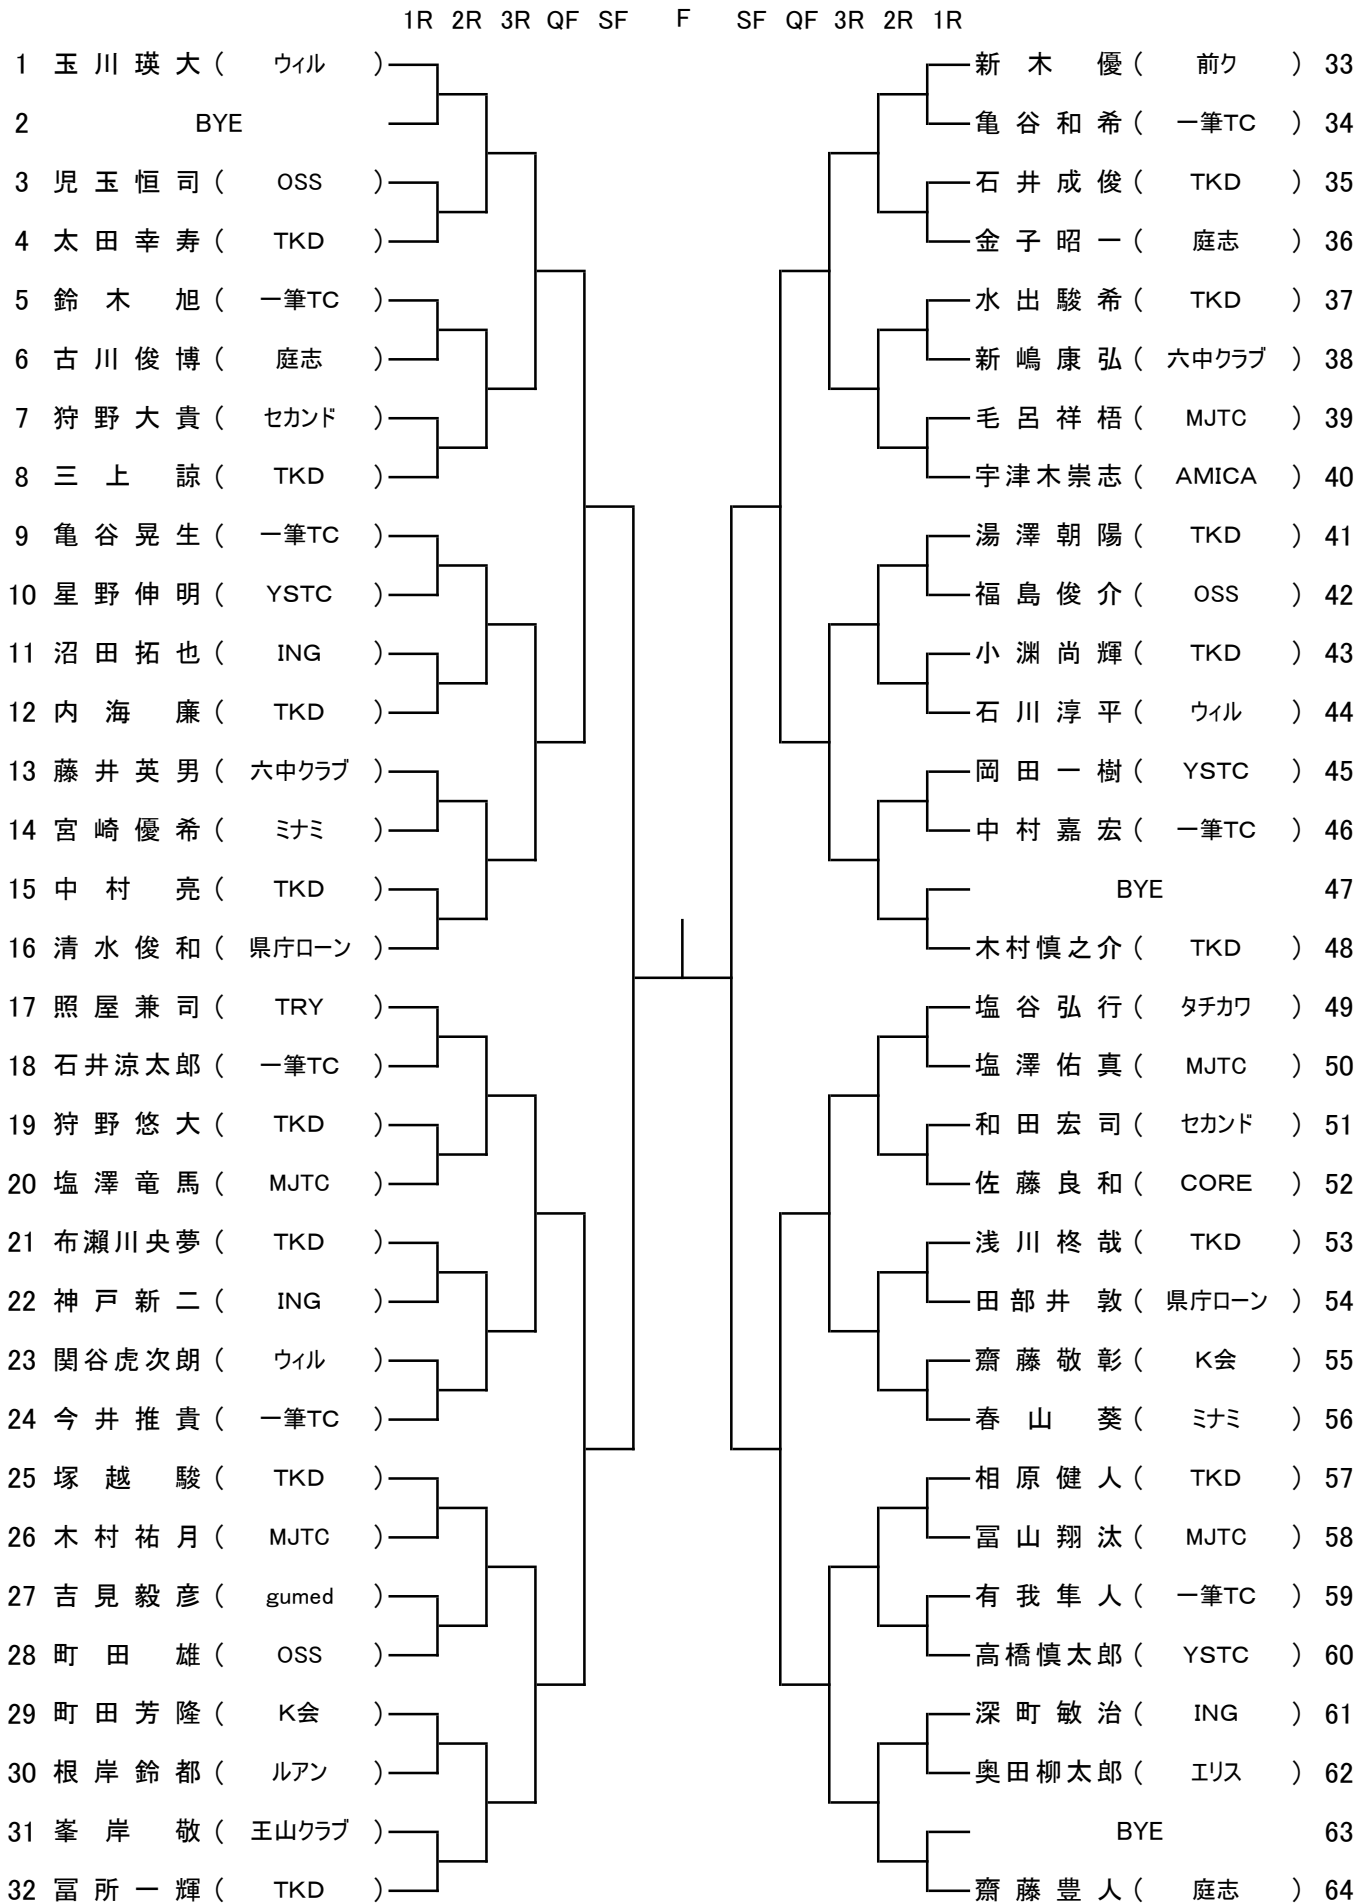 1R 2R 3R QF SF F SF QF 3R 2R 1R
1 玉川瑛大 ( ウィル ) 新木 優 ( 前ク ) 33
2 BYE 亀谷和希 ( 一筆TC ) 34
3 児玉恒司 ( OSS ) 石井成俊 ( TKD ) 35
4 太田幸寿 ( TKD ) 金子昭一 ( 庭志 ) 36
5 鈴木 旭 ( 一筆TC ) 水出駿希 ( TKD ) 37
6 古川俊博 ( 庭志 ) 新嶋康弘 ( 六中クラブ ) 38
7 狩野大貴 ( セカンド ) 毛呂祥梧 ( MJTC ) 39
8 三上 諒 ( TKD ) 宇津木崇志 ( AMICA ) 40
9 亀谷晃生 ( 一筆TC ) 湯澤朝陽 ( TKD ) 41
10 星野伸明 ( YSTC ) 福島俊介 ( OSS ) 42
11 沼田拓也 ( ING ) 小渊尚輝 ( TKD ) 43
12 内海 廉 ( TKD ) 石川淳平 ( ウィル ) 44
13 藤井英男 ( 六中クラブ ) 岡田一樹 ( YSTC ) 45
14 宮崎優希 ( ミナミ ) 中村嘉宏 ( 一筆TC ) 46
15 中村 亮 ( TKD ) BYE 47
16 清水俊和 ( 県庁ローン ) 木村慎之介 ( TKD ) 48
17 照屋兼司 ( TRY ) 塩谷弘行 ( タチカワ ) 49
18 石井涼太郎 ( 一筆TC ) 塩澤佑真 ( MJTC ) 50
19 狩野悠大 ( TKD ) 和田宏司 ( セカンド ) 51
20 塩澤竜馬 ( MJTC ) 佐藤良和 ( CORE ) 52
21 布瀬川央夢 ( TKD ) 浅川柊哉 ( TKD ) 53
22 神戸新二 ( ING ) 田部井 敦 ( 県庁ローン ) 54
23 関谷虎次朗 ( ウィル ) 齋藤敬彰 ( K会 ) 55
24 今井推貴 ( 一筆TC ) 春山 葵 ( ミナミ ) 56
25 塚越 駿 ( TKD ) 相原健人 ( TKD ) 57
26 木村祐月 ( MJTC ) 冨山翔汰 ( MJTC ) 58
27 吉見毅彦 ( gumed ) 有我隼人 ( 一筆TC ) 59
28 町田 雄 ( OSS ) 高橋慎太郎 ( YSTC ) 60
29 町田芳隆 ( K会 ) 深町敏治 ( ING ) 61
30 根岸鈴都 ( ルアン ) 奥田柳太郎 ( エリス ) 62
31 峯岸 敬 ( 王山クラブ ) BYE 63
32 冨所一輝 ( TKD ) 齋藤豊人 ( 庭志 ) 64